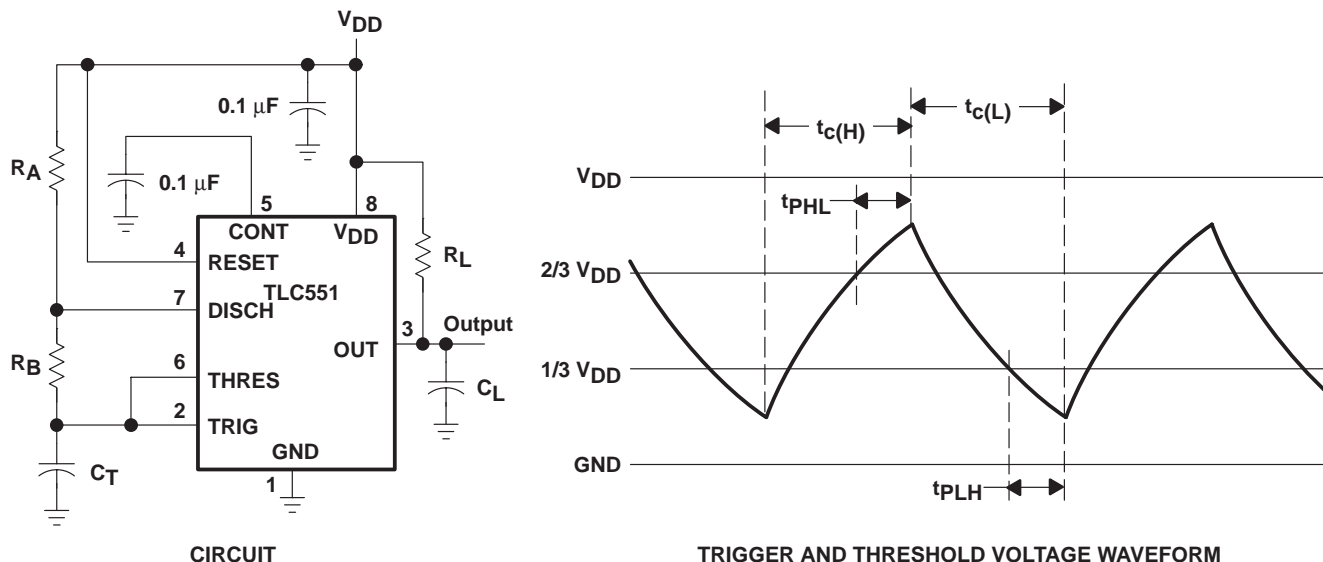 VDD
0.1 μF
RA
0.1 μF
5
8
CONT
VDD
4
RESET
RL
TLC551
7
DISCH
3
Output
RB
OUT
6
THRES
CL
2
TRIG
GND
CT
1
CIRCUIT
tc(H)
tc(L)
VDD
tPHL
2/3 VDD
1/3 VDD
GND
tPLH
TRIGGER AND THRESHOLD VOLTAGE WAVEFORM